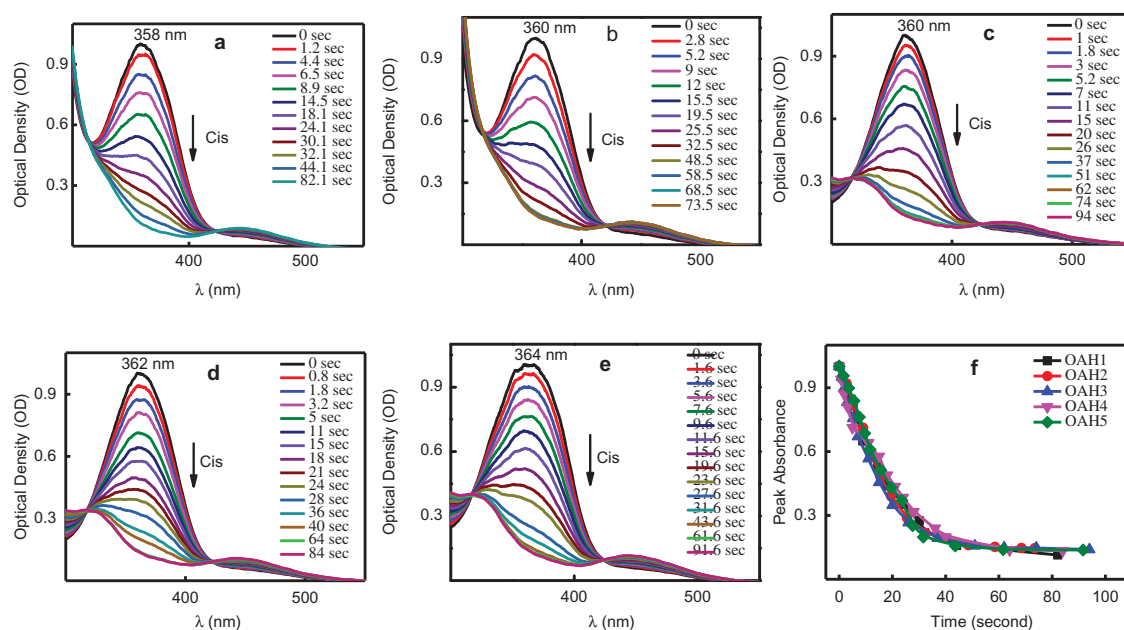 358 nm
a
0 sec
1.2 sec
4.4 sec
6.5 sec
8.9 sec
14.5 sec
18.1 sec
24.1 sec
30.1 sec
32.1 sec
44.1 sec
82.1 sec
Cis
0.9
0.6
0.3
400
500
Optical Density (OD)
λ (nm)
360 nm
b
0 sec
2.8 sec
5.2 sec
9 sec
12 sec
15.5 sec
19.5 sec
25.5 sec
32.5 sec
48.5 sec
58.5 sec
68.5 sec
73.5 sec
Cis
0.9
0.6
0.3
400
500
Optical Density (OD)
λ (nm)
360 nm
c
0 sec
1 sec
1.8 sec
3 sec
5.2 sec
7 sec
11 sec
15 sec
20 sec
26 sec
37 sec
51 sec
62 sec
74 sec
94 sec
Cis
0.9
0.6
0.3
400
500
Optical Density (OD)
λ (nm)
362 nm
d
0 sec
0.8 sec
1.8 sec
3.2 sec
5 sec
11 sec
15 sec
18 sec
21 sec
24 sec
28 sec
36 sec
40 sec
64 sec
84 sec
Cis
0.9
0.6
0.3
400
500
Optical Density (OD)
λ (nm)
364 nm
e
0 sec
1.6 sec
3.6 sec
5.6 sec
7.6 sec
9.6 sec
11.6 sec
15.6 sec
19.6 sec
23.6 sec
27.6 sec
31.6 sec
43.6 sec
61.6 sec
91.6 sec
Cis
0.9
0.6
0.3
400
500
Optical Density (OD)
λ (nm)
f
OAH1
OAH2
OAH3
OAH4
OAH5
0.9
0.6
0.3
0
20
40
60
80
100
Peak Absorbance
Time (second)